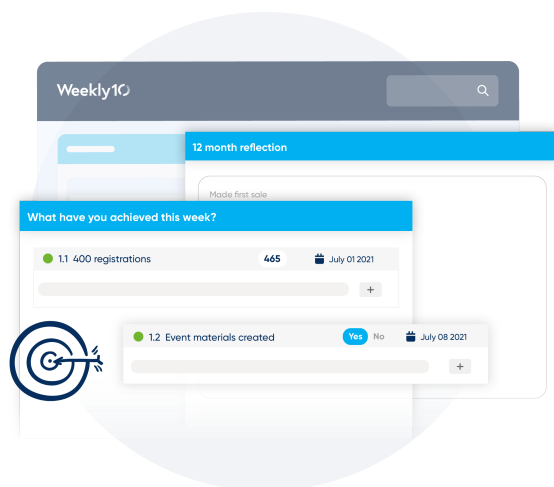 Weekly10
12 month reflection
Made first sale
What have you achieved this week?
1.1 400 registrations 465 July 01 2021
+
1.2 Event materials created Yes No July 08 2021
+